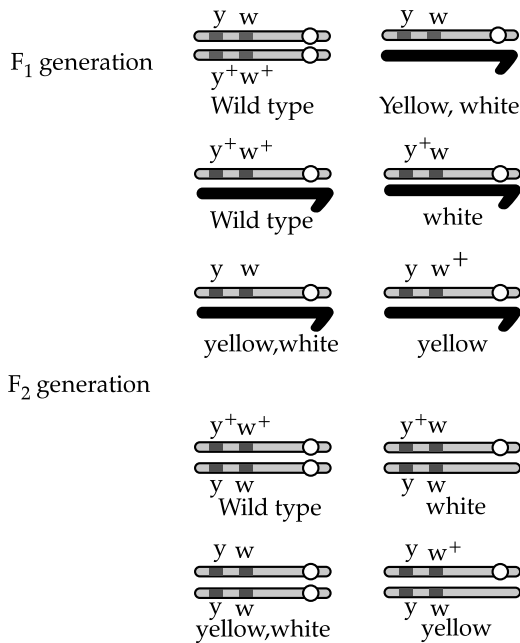 y w
y w
F₁ generation
y⁺ w⁺
Wild type
Yellow, white
y⁺ w⁺
y⁺ w
Wild type
white
y w
y w⁺
yellow,white
yellow
F₂ generation
y⁺ w⁺
y⁺ w
y w
y w
Wild type
white
y w
y w⁺
y w
y w
yellow,white
yellow